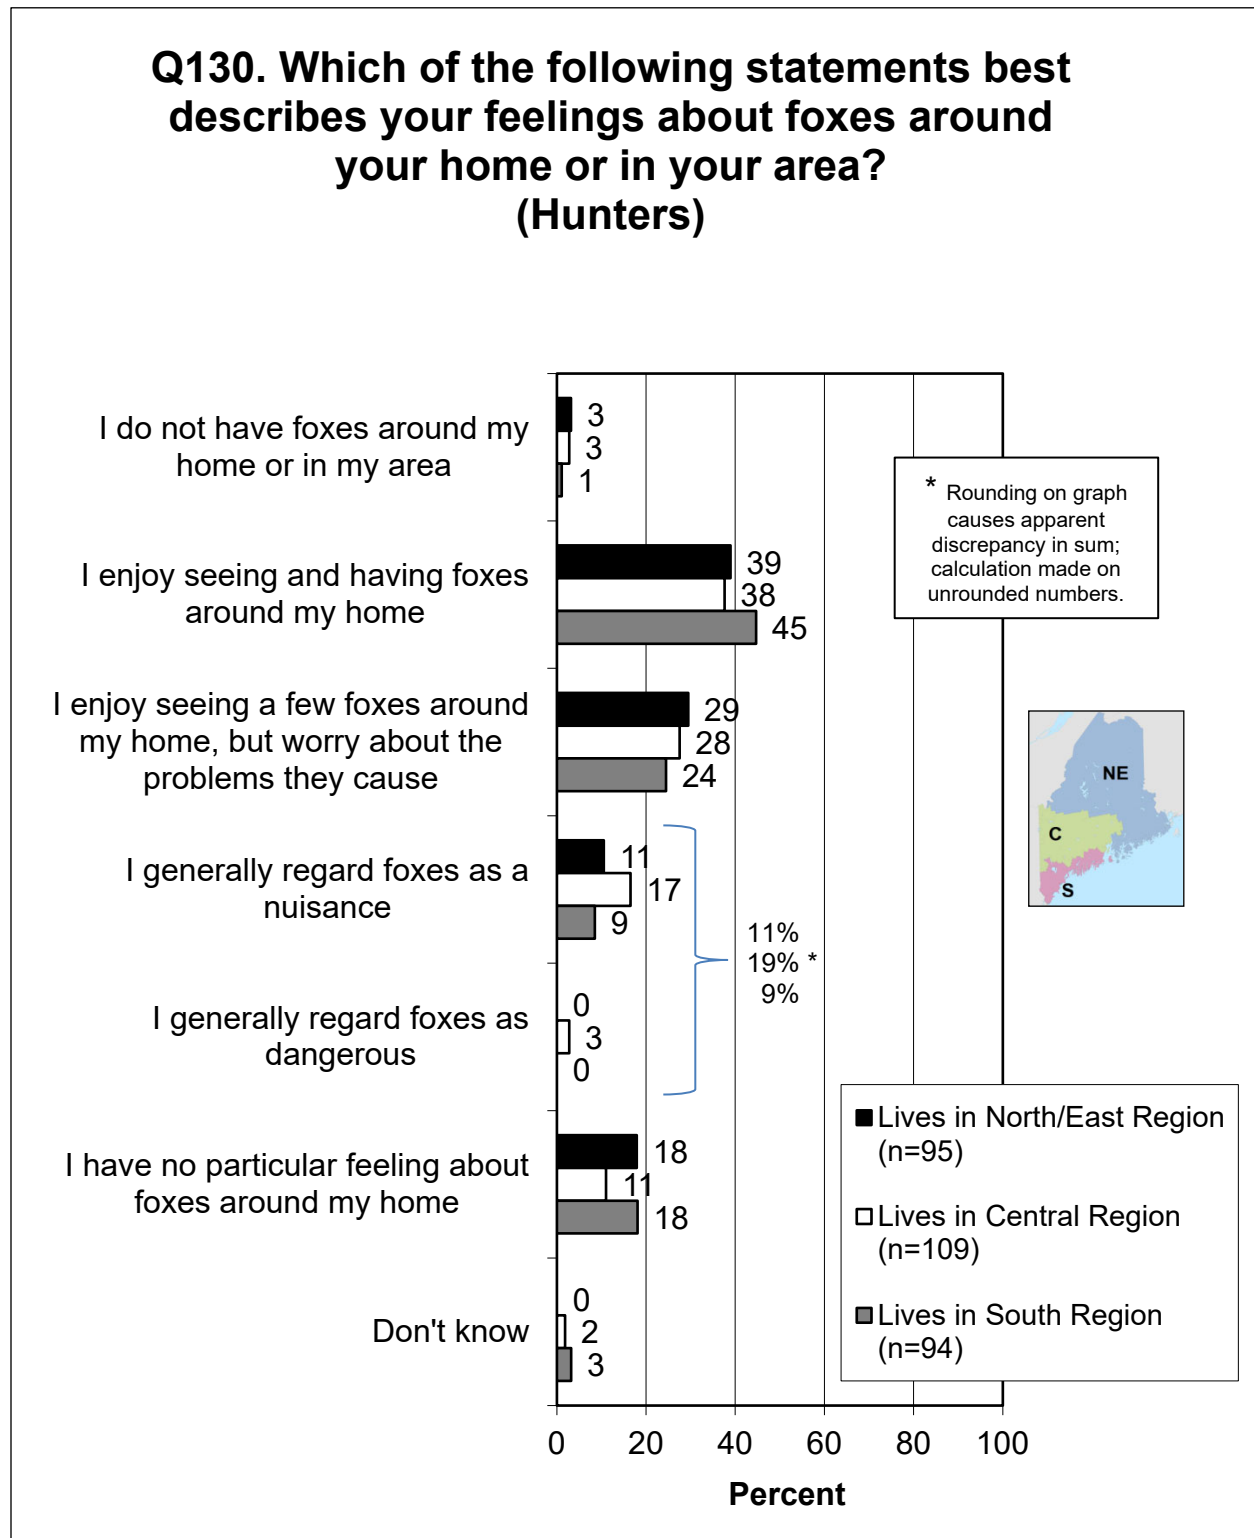 Q130. Which of the following statements best
describes your feelings about foxes around
your home or in your area?
(Hunters)
I do not have foxes around my
home or in my area
3
3
1
I enjoy seeing and having foxes
around my home
39
38
45
I enjoy seeing a few foxes around
my home, but worry about the
problems they cause
29
28
24
I generally regard foxes as a
nuisance
11
17
9
I generally regard foxes as
dangerous
0
3
0
11%
19% *
9%
I have no particular feeling about
foxes around my home
18
11
18
Don't know
0
2
3
0 20 40 60 80 100
Percent
* Rounding on graph
causes apparent
discrepancy in sum;
calculation made on
unrounded numbers.
NE
C
S
Lives in North/East Region
(n=95)
Lives in Central Region
(n=109)
Lives in South Region
(n=94)